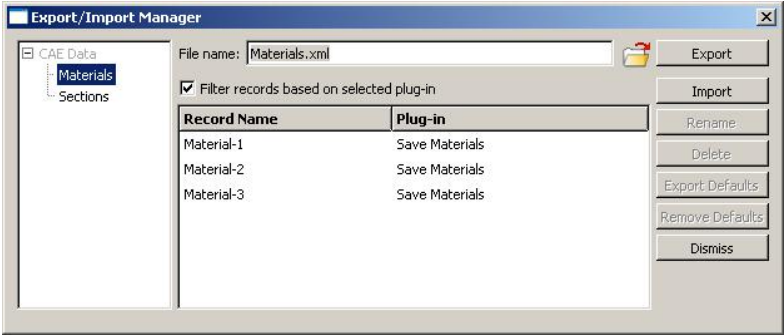 Export/Import Manager
CAE Data
Materials
Sections
File name: Materials.xml
Filter records based on selected plug-in
Record Name Plug-in
Material-1 Save Materials
Material-2 Save Materials
Material-3 Save Materials
Export
Import
Rename
Delete
Export Defaults
Remove Defaults
Dismiss